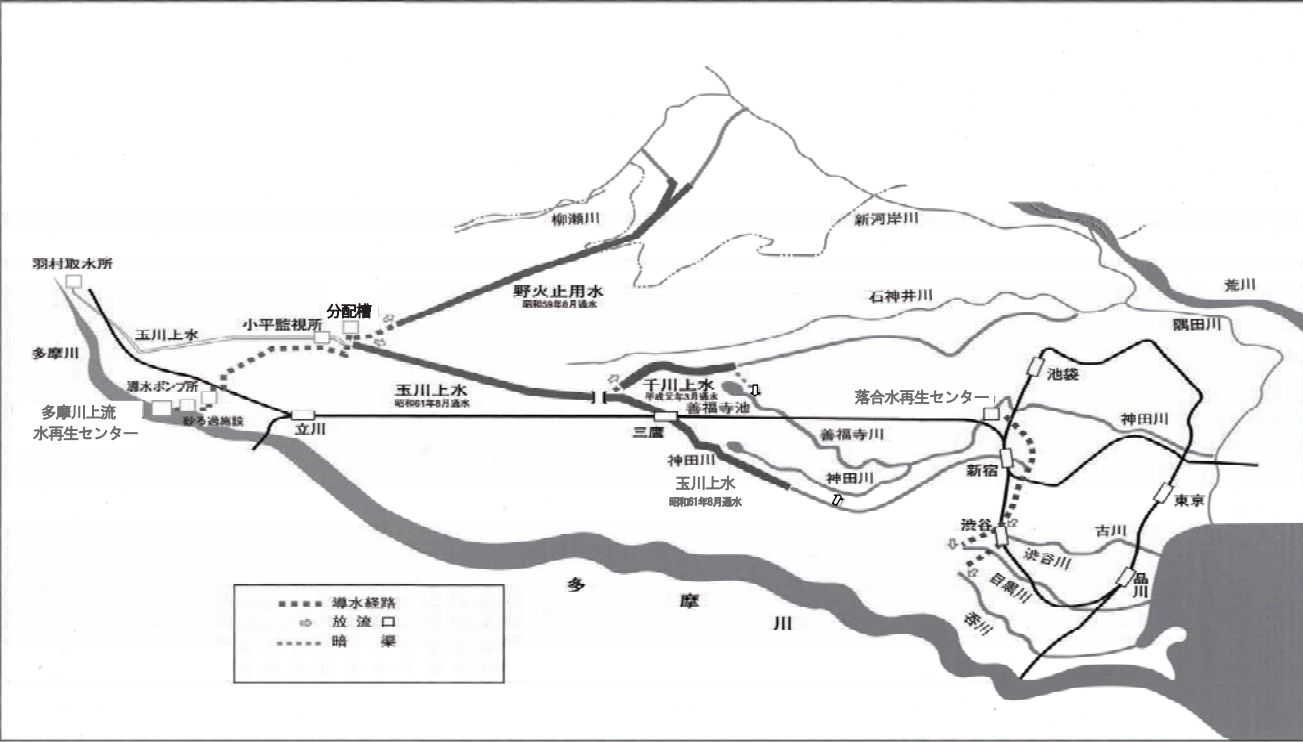 柳瀬川
新河岸川
羽村取水所
荒川
野火止用水
昭和59年8月通水
石神井川
分配槽
小平監視所
隅田川
玉川上水
多摩川
池袋
千川上水
平成元年3月通水
玉川上水
昭和61年8月通水
導水ポンプ所
落合水再生センター
善福寺池
多摩川上流
水再生センター
砂ろ過施設
神田川
立川
三鷹
善福寺川
神田川
新宿
神田川
玉川上水
昭和61年8月通水
東京
渋谷
古川
渋谷川
目黒川
品川
呑川
多摩川
導水経路
放流口
暗渠